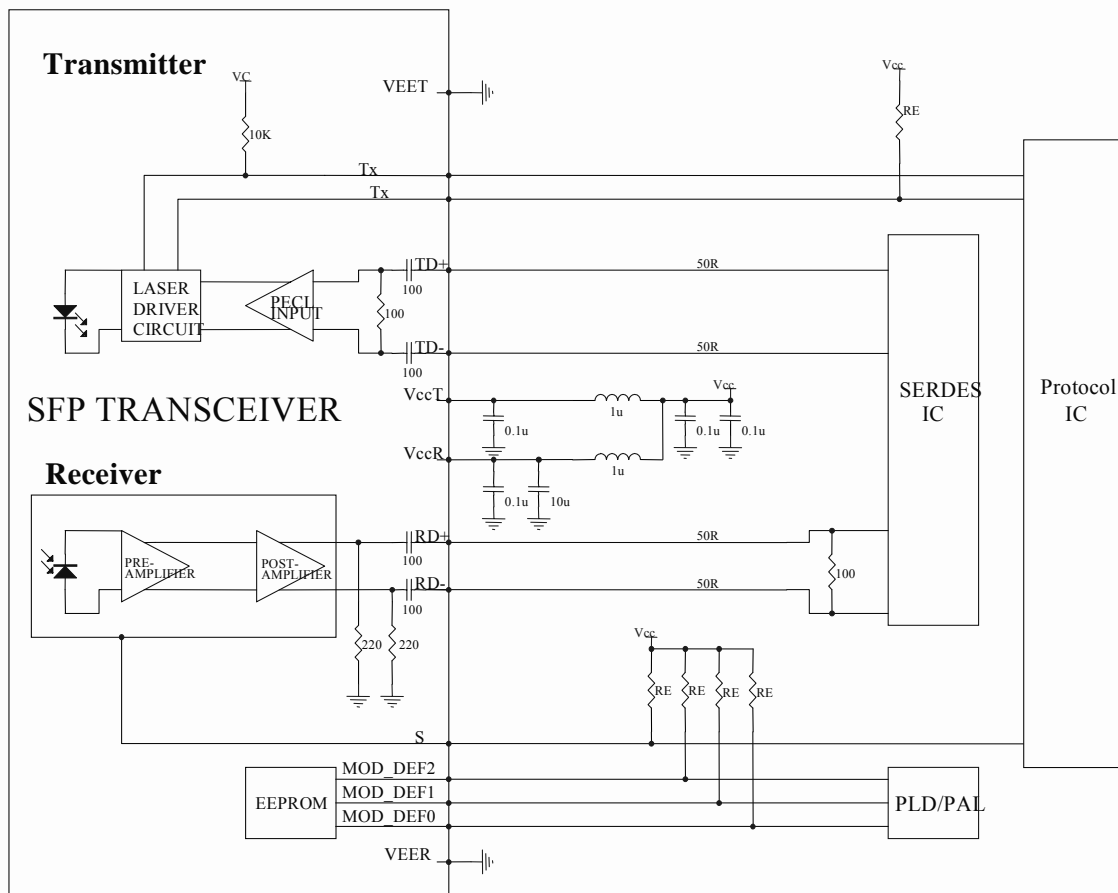 Transmitter
VC
10K
VEET
Vcc
RE
Tx
Tx
TD+
100
50R
LASER
DRIVER
CIRCUIT
PECL
INPUT
100
TD-
100
50R
SERDES
IC
Protocol
IC
SFP TRANSCEIVER
VccT
1u
Vcc
0.1u
0.1u
0.1u
VccR
1u
0.1u
10u
Receiver
RD+
100
50R
PRE-
AMPLIFIER
POST-
AMPLIFIER
100
RD-
100
50R
220
220
Vcc
RE
RE
RE
RE
S
EEPROM
MOD_DEF2
MOD_DEF1
MOD_DEF0
PLD/PAL
VEER